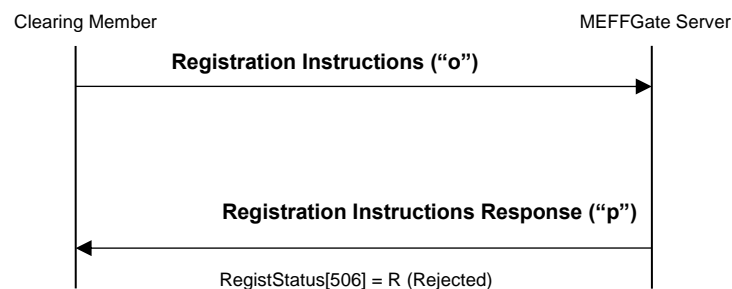 Clearing Member
MEFFGate Server
Registration Instructions (“o”)
Registration Instructions Response (“p”)
RegistStatus[506] = R (Rejected)